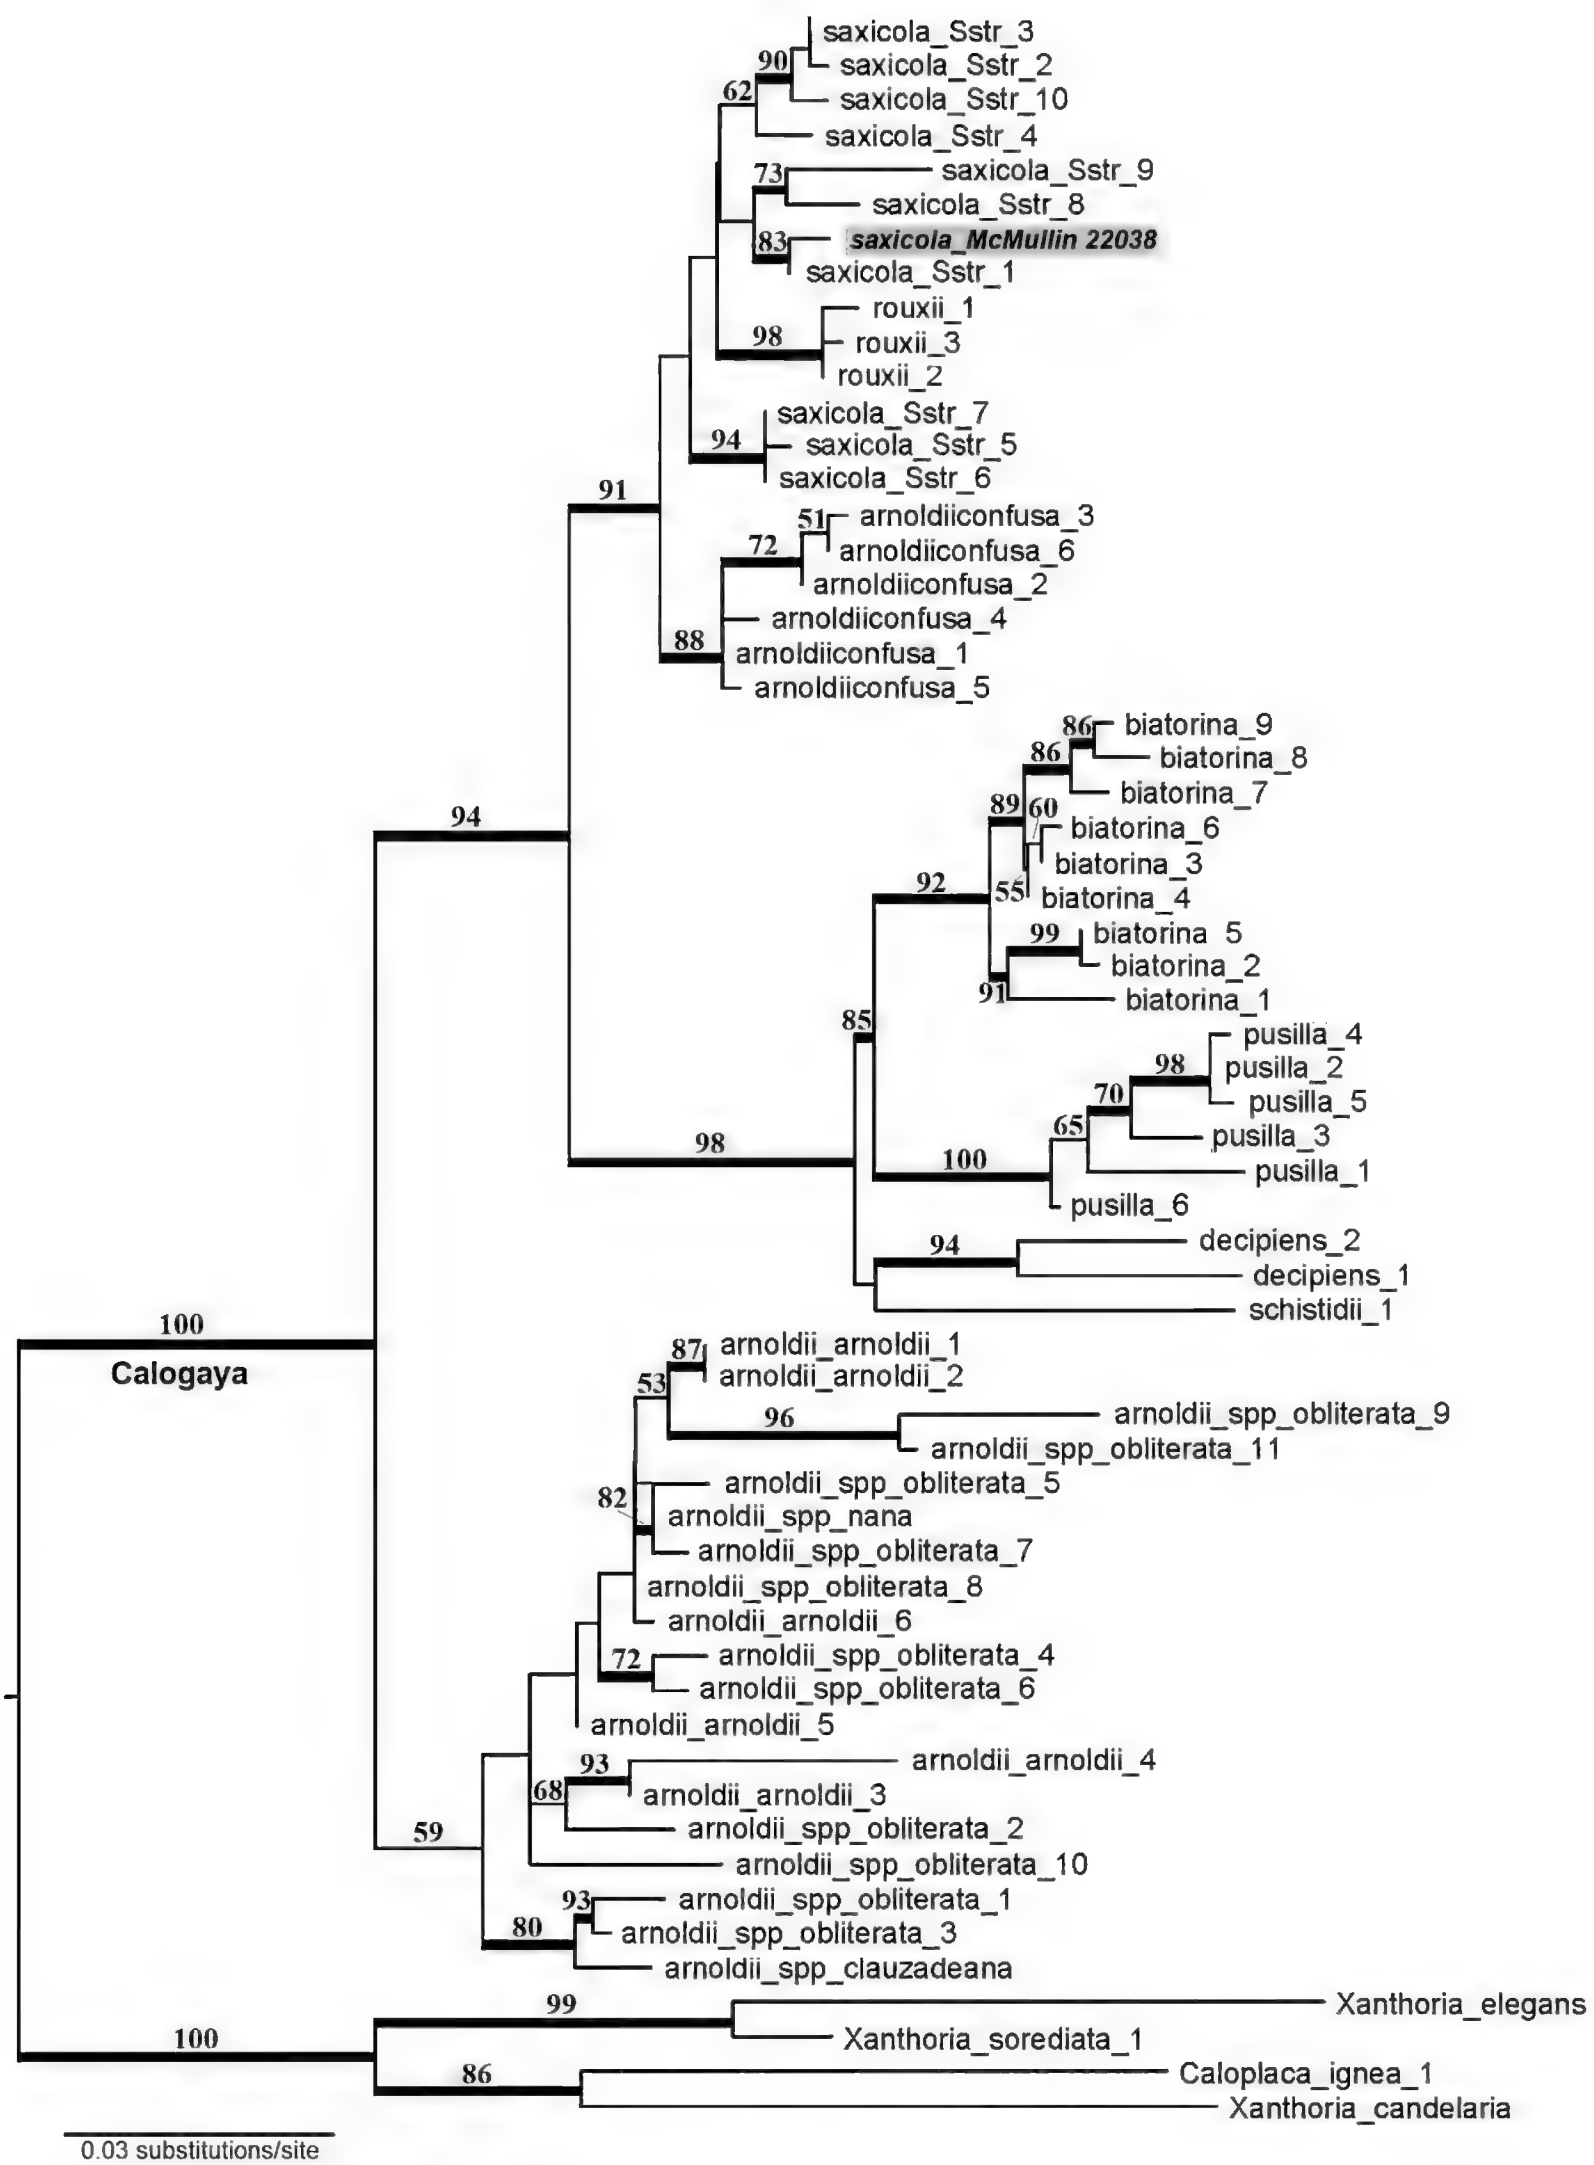 saxicola_Sstr_3
90
saxicola_Sstr_2
62
saxicola_Sstr_10
saxicola_Sstr_4
73
saxicola_Sstr_9
saxicola_Sstr_8
83
saxicola_McMullin 22038
saxicola_Sstr_1
rouxii_1
98
rouxii_3
rouxii_2
saxicola_Sstr_7
94
saxicola_Sstr_5
saxicola_Sstr_6
91
51
arnoldiiconfusa_3
72
arnoldiiconfusa_6
arnoldiiconfusa_2
arnoldiiconfusa_4
88
arnoldiiconfusa_1
arnoldiiconfusa_5
86
biatorina_9
86
biatorina_8
biatorina_7
89
60
94
biatorina_6
biatorina_3
92
55
biatorina_4
99
biatorina_5
biatorina_2
91
biatorina_1
85
pusilla_4
98
pusilla_2
70
pusilla_5
65
pusilla_3
98
100
pusilla_1
pusilla_6
94
decipiens_2
decipiens_1
schistidii_1
100
Calogaya
87
arnoldii_arnoldii_1
53
arnoldii_arnoldii_2
96
arnoldii_spp_obliterata_9
arnoldii_spp_obliterata_11
arnoldii_spp_obliterata_5
82
arnoldii_spp_nana
arnoldii_spp_obliterata_7
arnoldii_spp_obliterata_8
arnoldii_arnoldii_6
72
arnoldii_spp_obliterata_4
arnoldii_spp_obliterata_6
arnoldii_arnoldii_5
93
arnoldii_arnoldii_4
68
arnoldii_arnoldii_3
59
arnoldii_spp_obliterata_2
arnoldii_spp_obliterata_10
93
arnoldii_spp_obliterata_1
80
arnoldii_spp_obliterata_3
arnoldii_spp_clauzadeana
99
Xanthoria_elegans
100
Xanthoria_sorediata_1
86
Caloplaca_ignea_1
Xanthoria_candelaria
0.03 substitutions/site